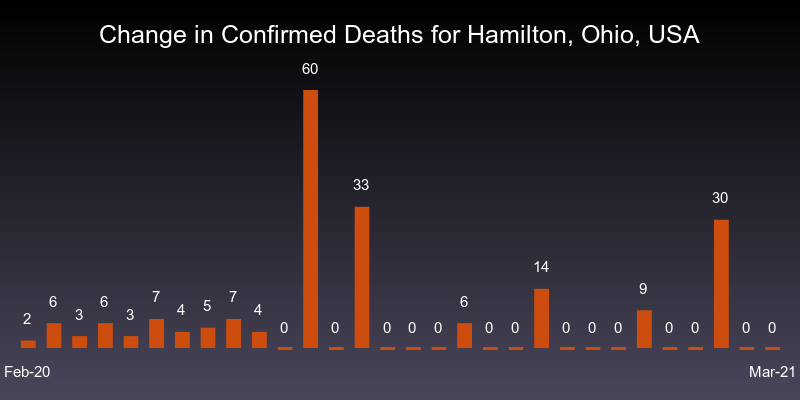 Change in Confirmed Deaths for Hamilton, Ohio, USA
2 6 3 6 3 7 4 5 7 4 0 60 0 33 0 0 0 6 0 0 14 0 0 0 9 0 0 30 0 0
Feb-20 Mar-21